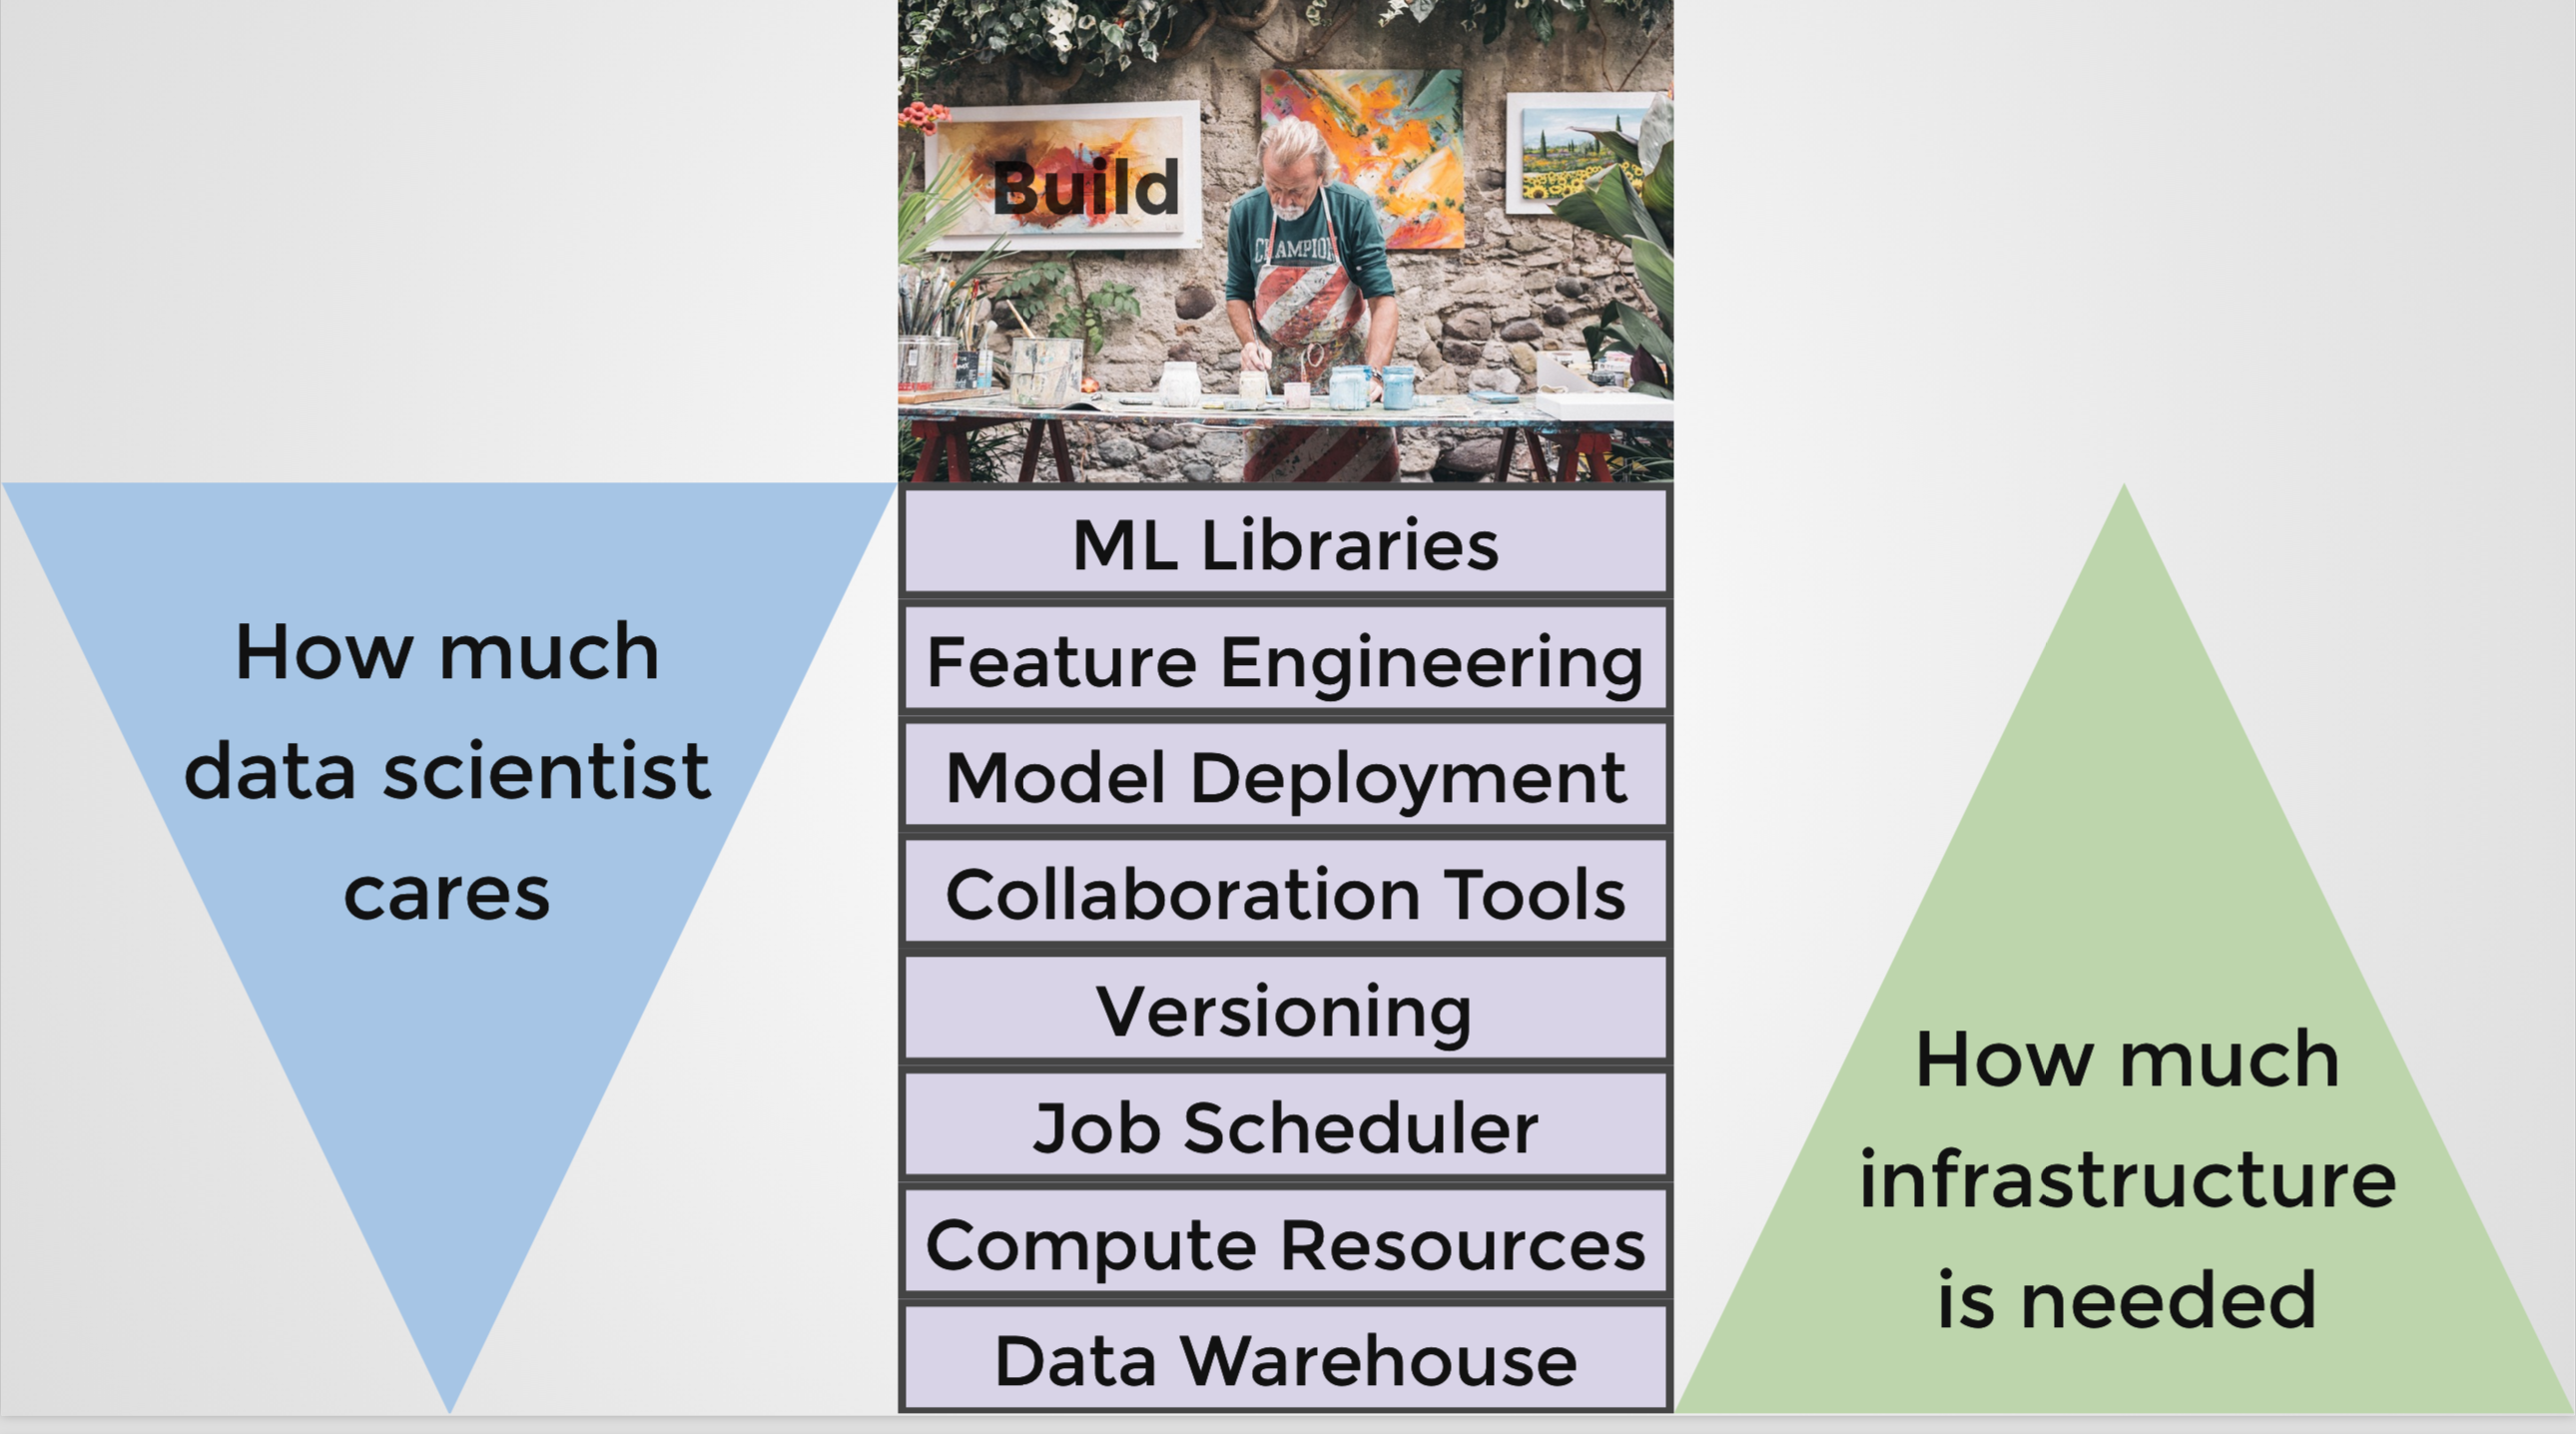 Build
CHAMPION
How much
data scientist
cares
ML Libraries
Feature Engineering
Model Deployment
Collaboration Tools
Versioning
Job Scheduler
Compute Resources
Data Warehouse
How much
infrastructure
is needed